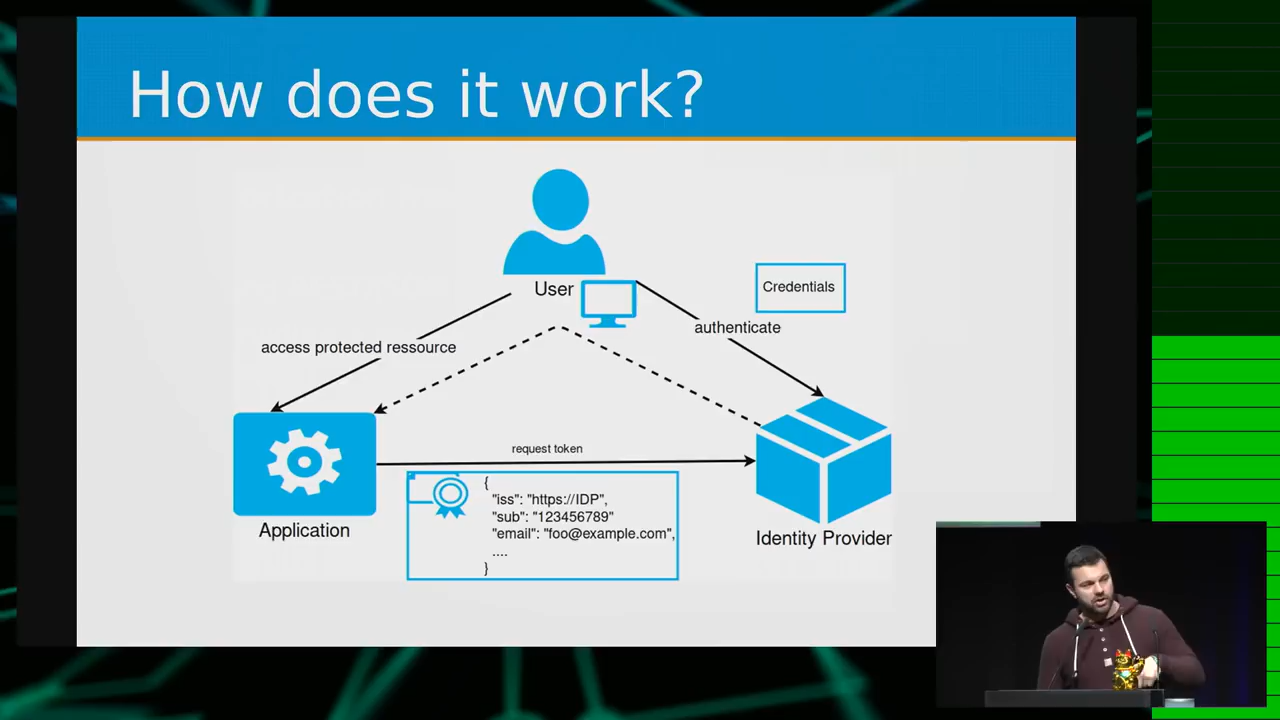 How does it work?
User
Credentials
authenticate
access protected ressource
request token
{
"iss": "https://IDP",
"sub": "123456789"
"email": "foo@example.com",
....
}
Application
Identity Provider